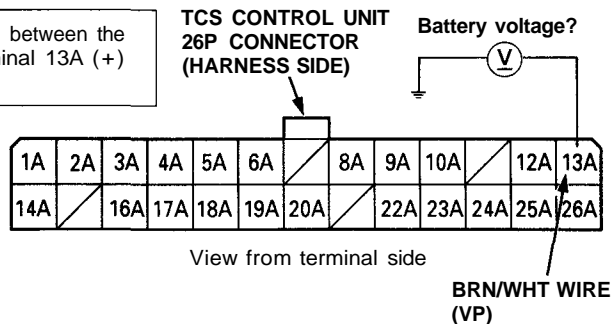 between the
minal 13A (+)
TCS CONTROL UNIT
26P CONNECTOR
(HARNESS SIDE)
Battery voltage?
V
1A 2A 3A 4A 5A 6A 8A 9A 10A 12A 13A
14A 16A 17A 18A 19A 20A 22A 23A 24A 25A 26A
View from terminal side
BRN/WHT WIRE
(VP)